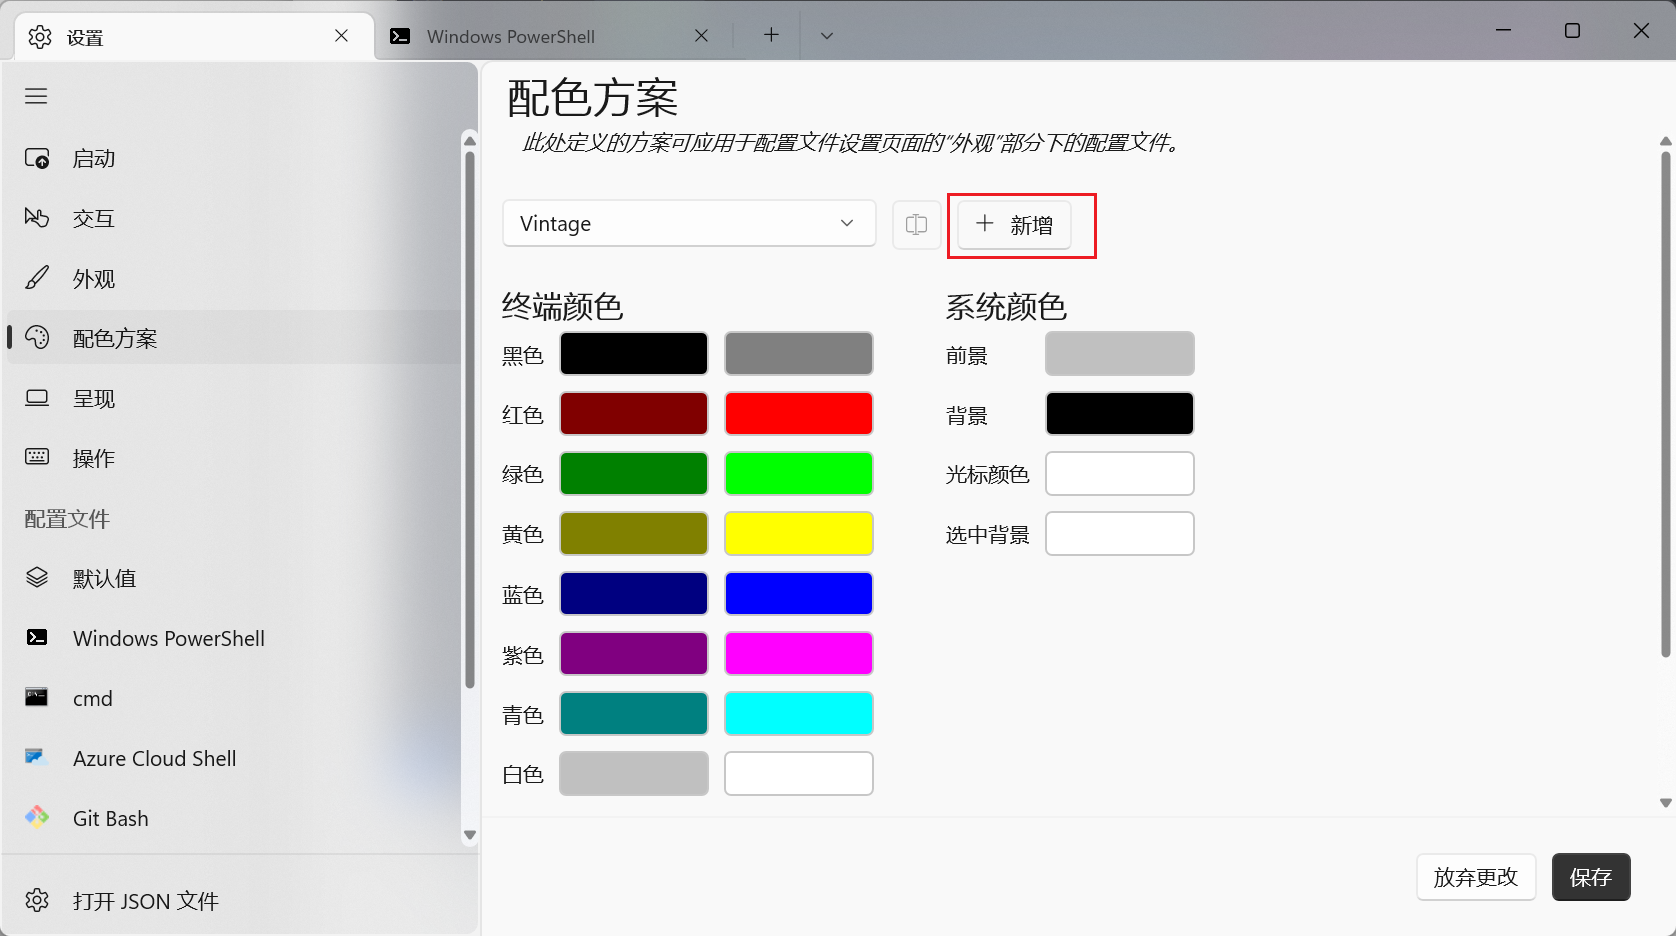 设置
Windows PowerShell
启动
交互
外观
配色方案
呈现
操作
配置文件
默认值
Windows PowerShell
cmd
Azure Cloud Shell
Git Bash
打开 JSON 文件
配色方案
此处定义的方案可应用于配置文件设置页面的“外观”部分下的配置文件。
Vintage
新增
终端颜色
黑色
红色
绿色
黄色
蓝色
紫色
青色
白色
系统颜色
前景
背景
光标颜色
选中背景
放弃更改
保存